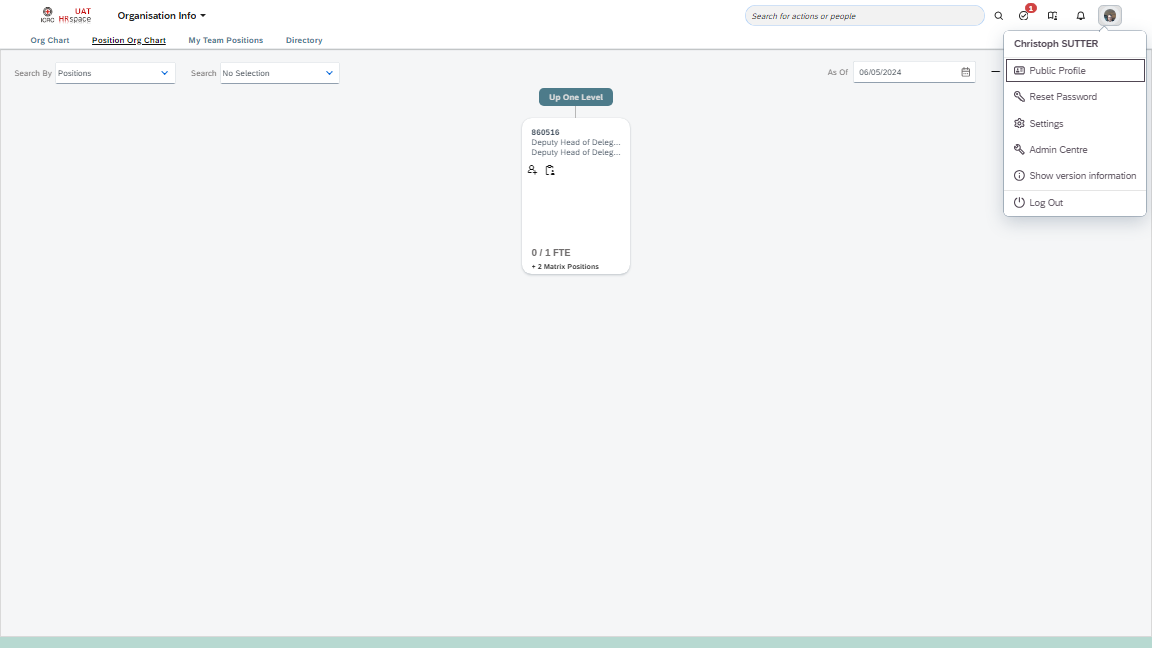 ICRC
UAT
HRspace
Organisation Info
Search for actions or people
1
Org Chart
Position Org Chart
My Team Positions
Directory
Christoph SUTTER
Public Profile
Reset Password
Settings
Admin Centre
Show version information
Log Out
Search By
Positions
Search
No Selection
As Of
06/05/2024
Up One Level
860516
Deputy Head of Deleg...
Deputy Head of Deleg...
0 / 1 FTE
+ 2 Matrix Positions